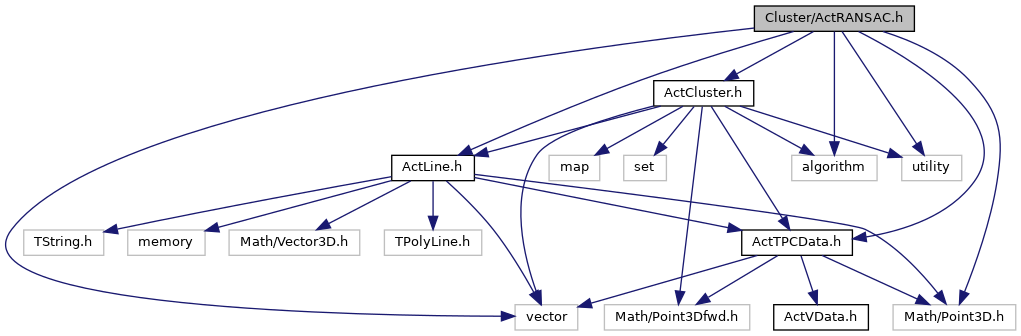 Cluster/ActRANSAC.h
ActCluster.h
ActLine.h
map
set
algorithm
utility
TString.h
memory
Math/Vector3D.h
TPolyLine.h
ActTPCData.h
vector
Math/Point3Dfwd.h
ActVData.h
Math/Point3D.h